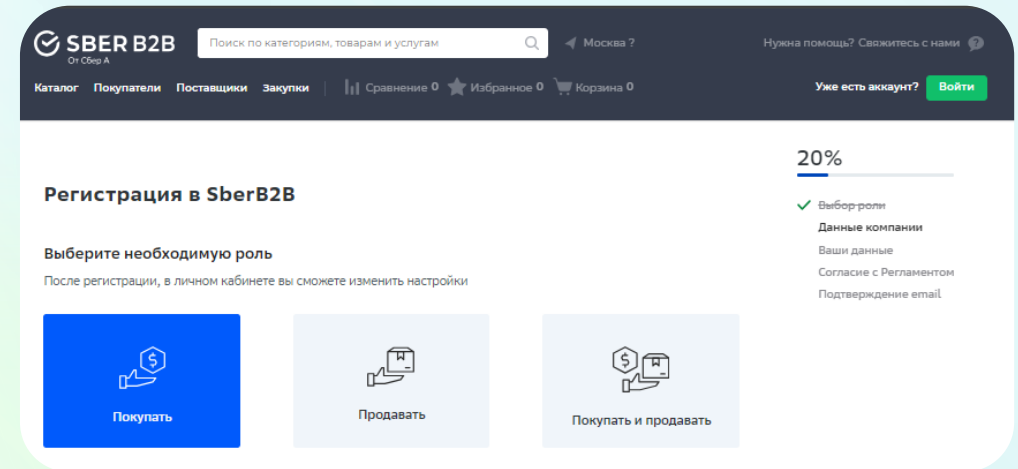 SBER B2B
От Сбер А
Поиск по категориям, товарам и услугам
Москва ?
Нужна помощь? Свяжитесь с нами ?
Каталог Покупатели Поставщики Закупки
Сравнение 0 Избранное 0 Корзина 0
Уже есть аккаунт? Войти
20%
Регистрация в SberB2B
Выбор роли
Данные компании
Ваши данные
Согласие с Регламентом
Подтверждение email
Выберите необходимую роль
После регистрации, в личном кабинете вы сможете изменить настройки
Покупать
Продавать
Покупать и продавать